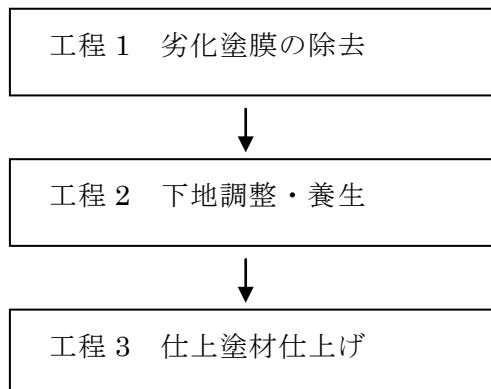 工程 1　劣化塗膜の除去
工程 2　下地調整・養生
工程 3　仕上塗材仕上げ